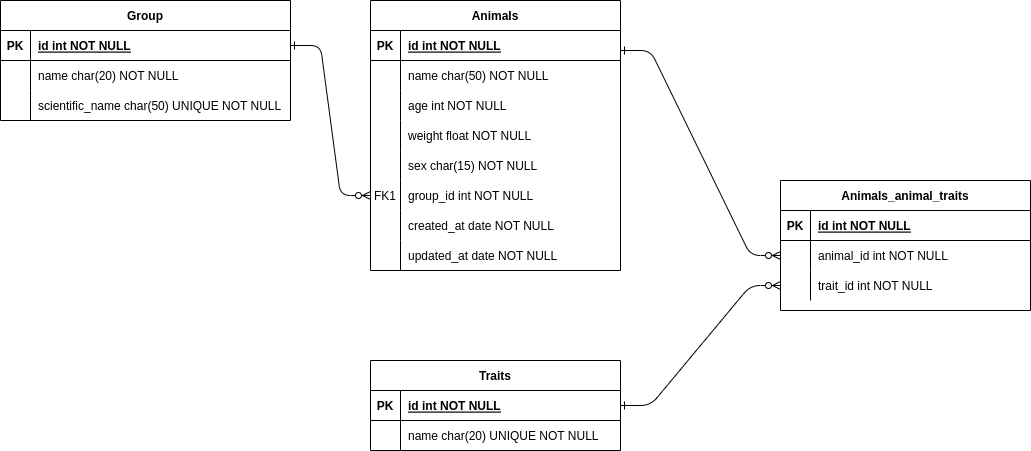 Group
PK id int NOT NULL
name char(20) NOT NULL
scientific_name char(50) UNIQUE NOT NULL
Animals
PK id int NOT NULL
name char(50) NOT NULL
age int NOT NULL
weight float NOT NULL
sex char(15) NOT NULL
FK1 group_id int NOT NULL
created_at date NOT NULL
updated_at date NOT NULL
Animals_animal_traits
PK id int NOT NULL
animal_id int NOT NULL
trait_id int NOT NULL
Traits
PK id int NOT NULL
name char(20) UNIQUE NOT NULL